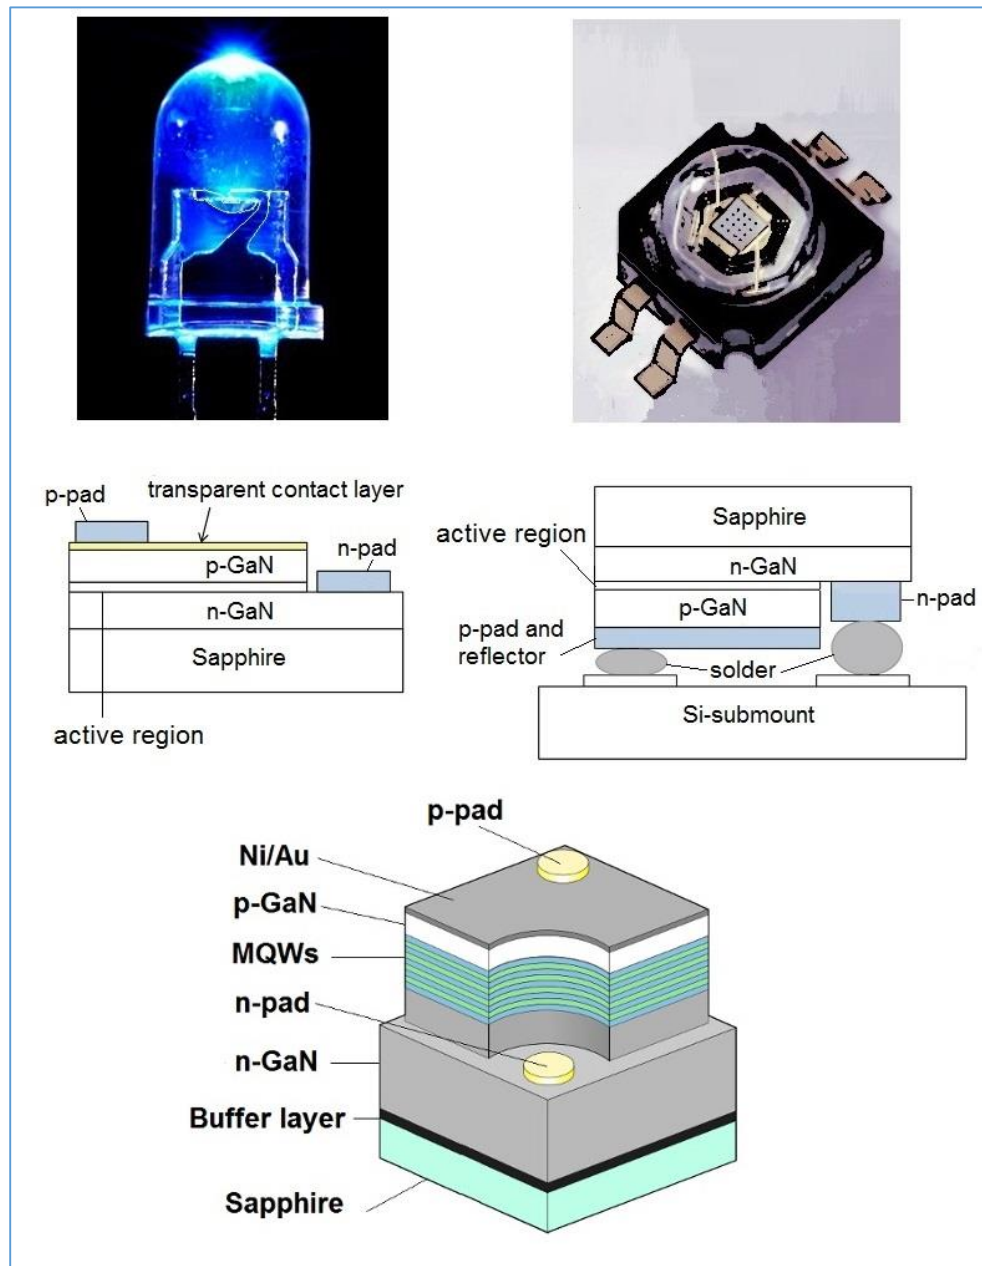 p-pad
transparent contact layer
n-pad
p-GaN
n-GaN
Sapphire
active region
Sapphire
active region
n-GaN
p-GaN
n-pad
p-pad and
reflector
solder
Si-submount
p-pad
Ni/Au
p-GaN
MQWs
n-pad
n-GaN
Buffer layer
Sapphire